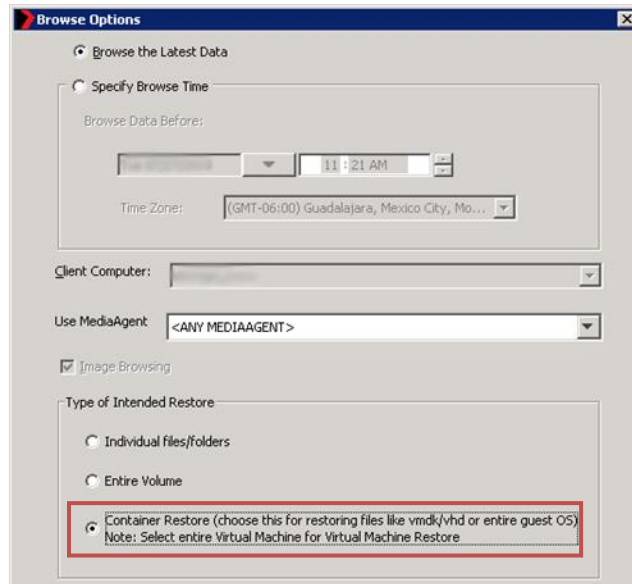 Browse Options
Browse the Latest Data
Specify Browse Time
Browse Data Before:
11 : 21 AM
Time Zone: (GMT-06:00) Guadalajara, Mexico City, Mo...
Client Computer:
Use MediaAgent <ANY MEDIAAGENT>
Image Browsing
Type of Intended Restore
Individual files/folders
Entire Volume
Container Restore (choose this for restoring files like vmdk/vhd or entire guest OS)
Note: Select entire Virtual Machine for Virtual Machine Restore